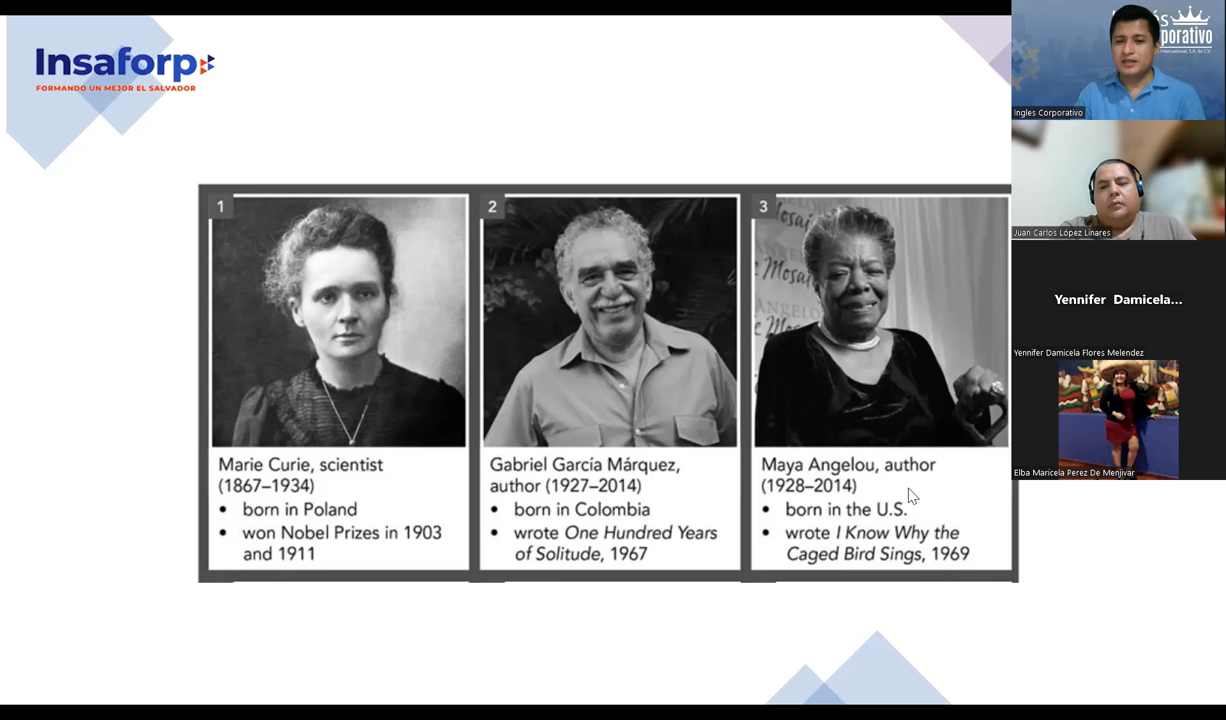 Insaforp
FORMANDO UN MEJOR EL SALVADOR
1
Marie Curie, scientist
(1867–1934)
• born in Poland
• won Nobel Prizes in 1903
and 1911
2
Gabriel García Márquez,
author (1927–2014)
• born in Colombia
• wrote One Hundred Years
of Solitude, 1967
3
Maya Angelou, author
(1928–2014)
• born in the U.S.
• wrote I Know Why the
Caged Bird Sings, 1969
Ingles Corporativo
Juan Carlos López Linares
Yennifer Damicela...
Yennifer Damicela Flores Melendez
Elba Maricela Perez De Menjivar